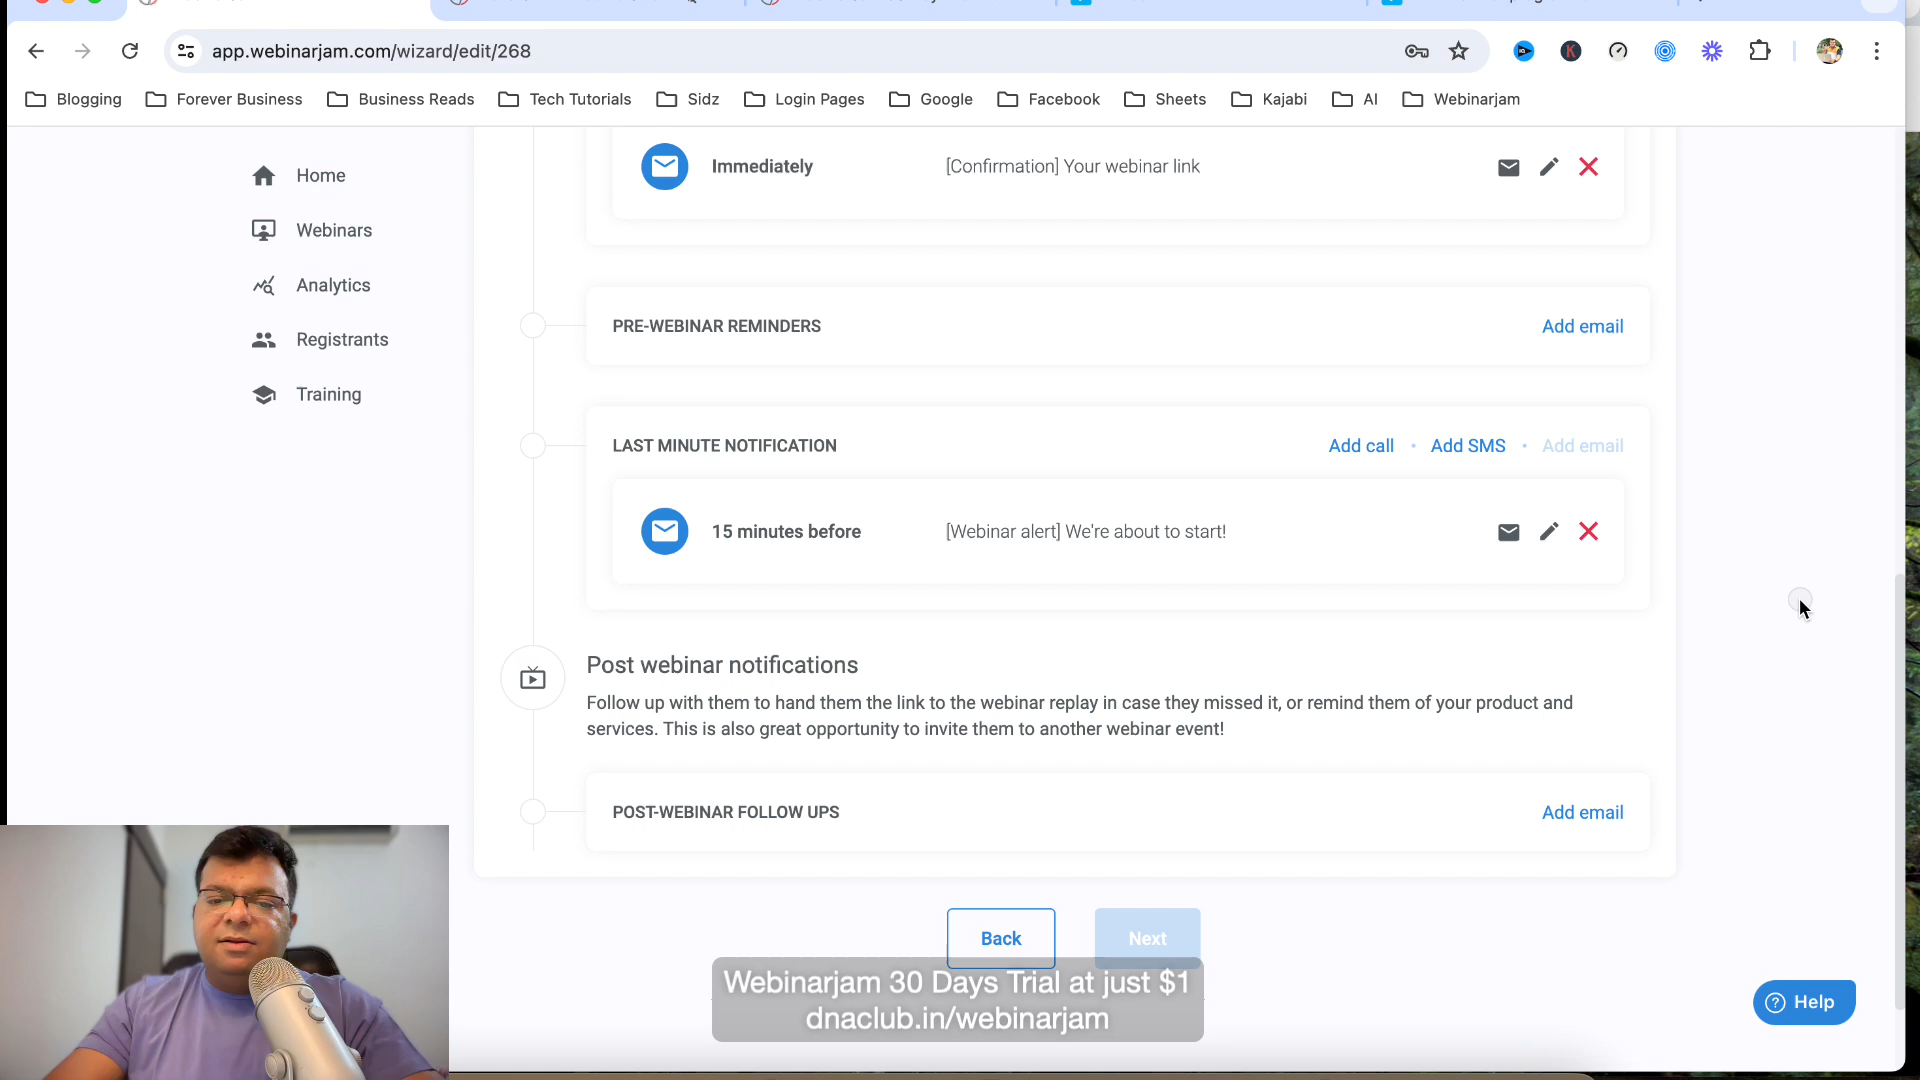 app.webinarjam.com/wizard/edit/268
Blogging
Forever Business
Business Reads
Tech Tutorials
Sidz
Login Pages
Google
Facebook
Sheets
Kajabi
AI
Webinarjam
Home
Webinars
Analytics
Registrants
Training
Immediately
[Confirmation] Your webinar link
PRE-WEBINAR REMINDERS
Add email
LAST MINUTE NOTIFICATION
Add call
Add SMS
Add email
15 minutes before
[Webinar alert] We're about to start!
Post webinar notifications
Follow up with them to hand them the link to the webinar replay in case they missed it, or remind them of your product and
services. This is also great opportunity to invite them to another webinar event!
POST-WEBINAR FOLLOW UPS
Add email
Back
Next
Webinarjam 30 Days Trial at just $1
dnaclub.in/webinarjam
Help